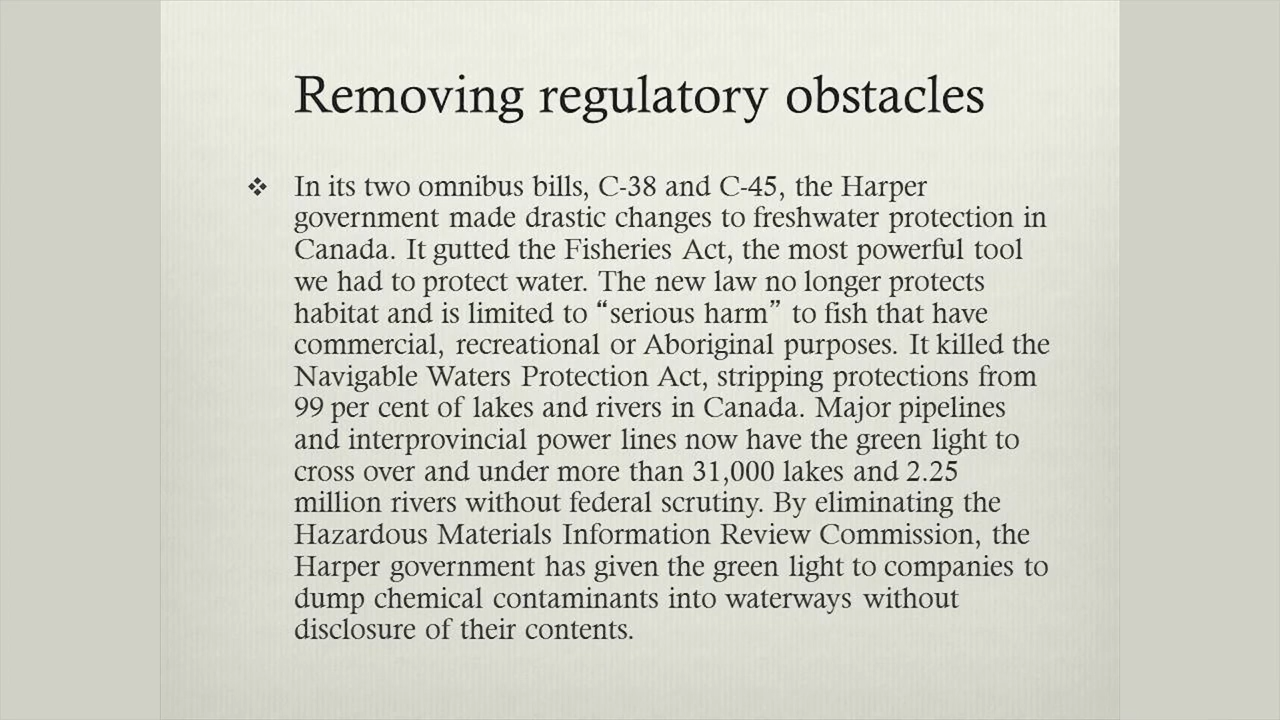 Removing regulatory obstacles
❖ In its two omnibus bills, C-38 and C-45, the Harper
government made drastic changes to freshwater protection in
Canada. It gutted the Fisheries Act, the most powerful tool
we had to protect water. The new law no longer protects
habitat and is limited to “serious harm” to fish that have
commercial, recreational or Aboriginal purposes. It killed the
Navigable Waters Protection Act, stripping protections from
99 per cent of lakes and rivers in Canada. Major pipelines
and interprovincial power lines now have the green light to
cross over and under more than 31,000 lakes and 2.25
million rivers without federal scrutiny. By eliminating the
Hazardous Materials Information Review Commission, the
Harper government has given the green light to companies to
dump chemical contaminants into waterways without
disclosure of their contents.